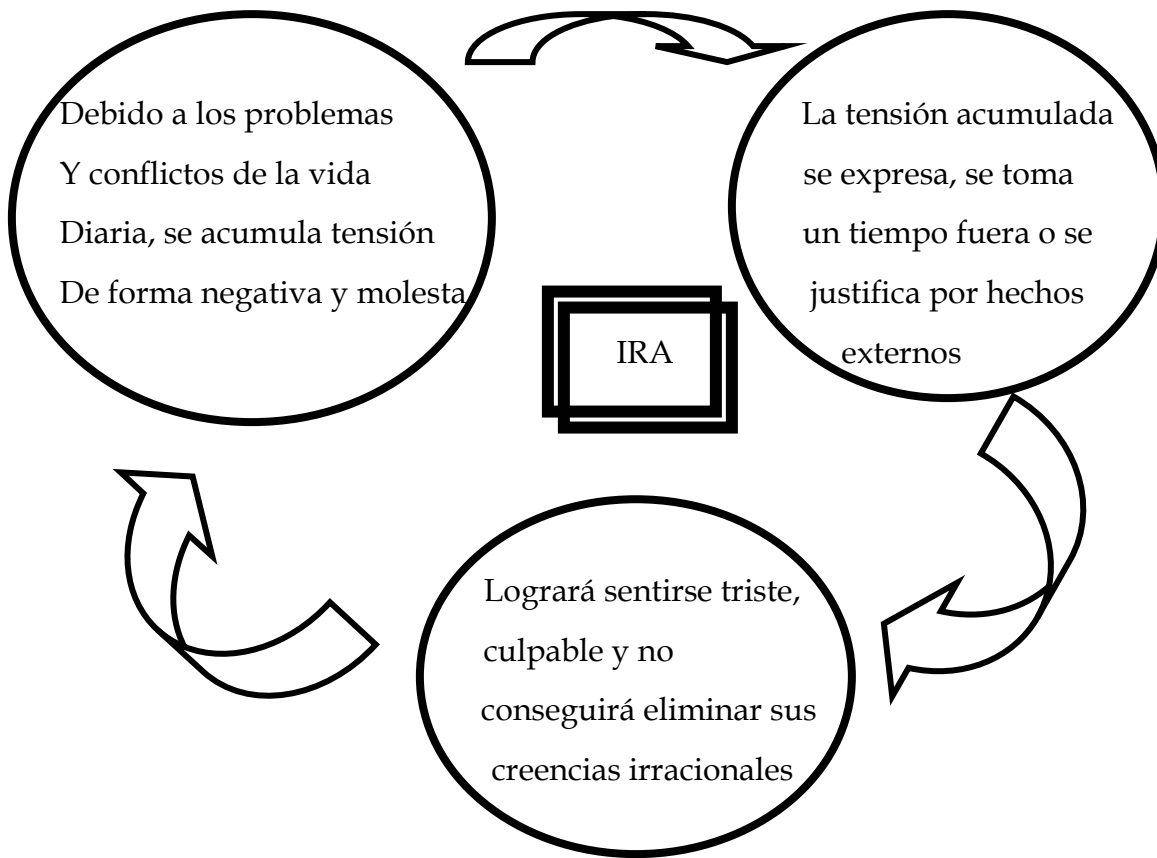 Debido a los problemas
Y conflictos de la vida
Diaria, se acumula tensión
De forma negativa y molesta
La tensión acumulada
se expresa, se toma
un tiempo fuera o se
justifica por hechos
externos
IRA
Logrará sentirse triste,
culpable y no
conseguirá eliminar sus
creencias irracionales